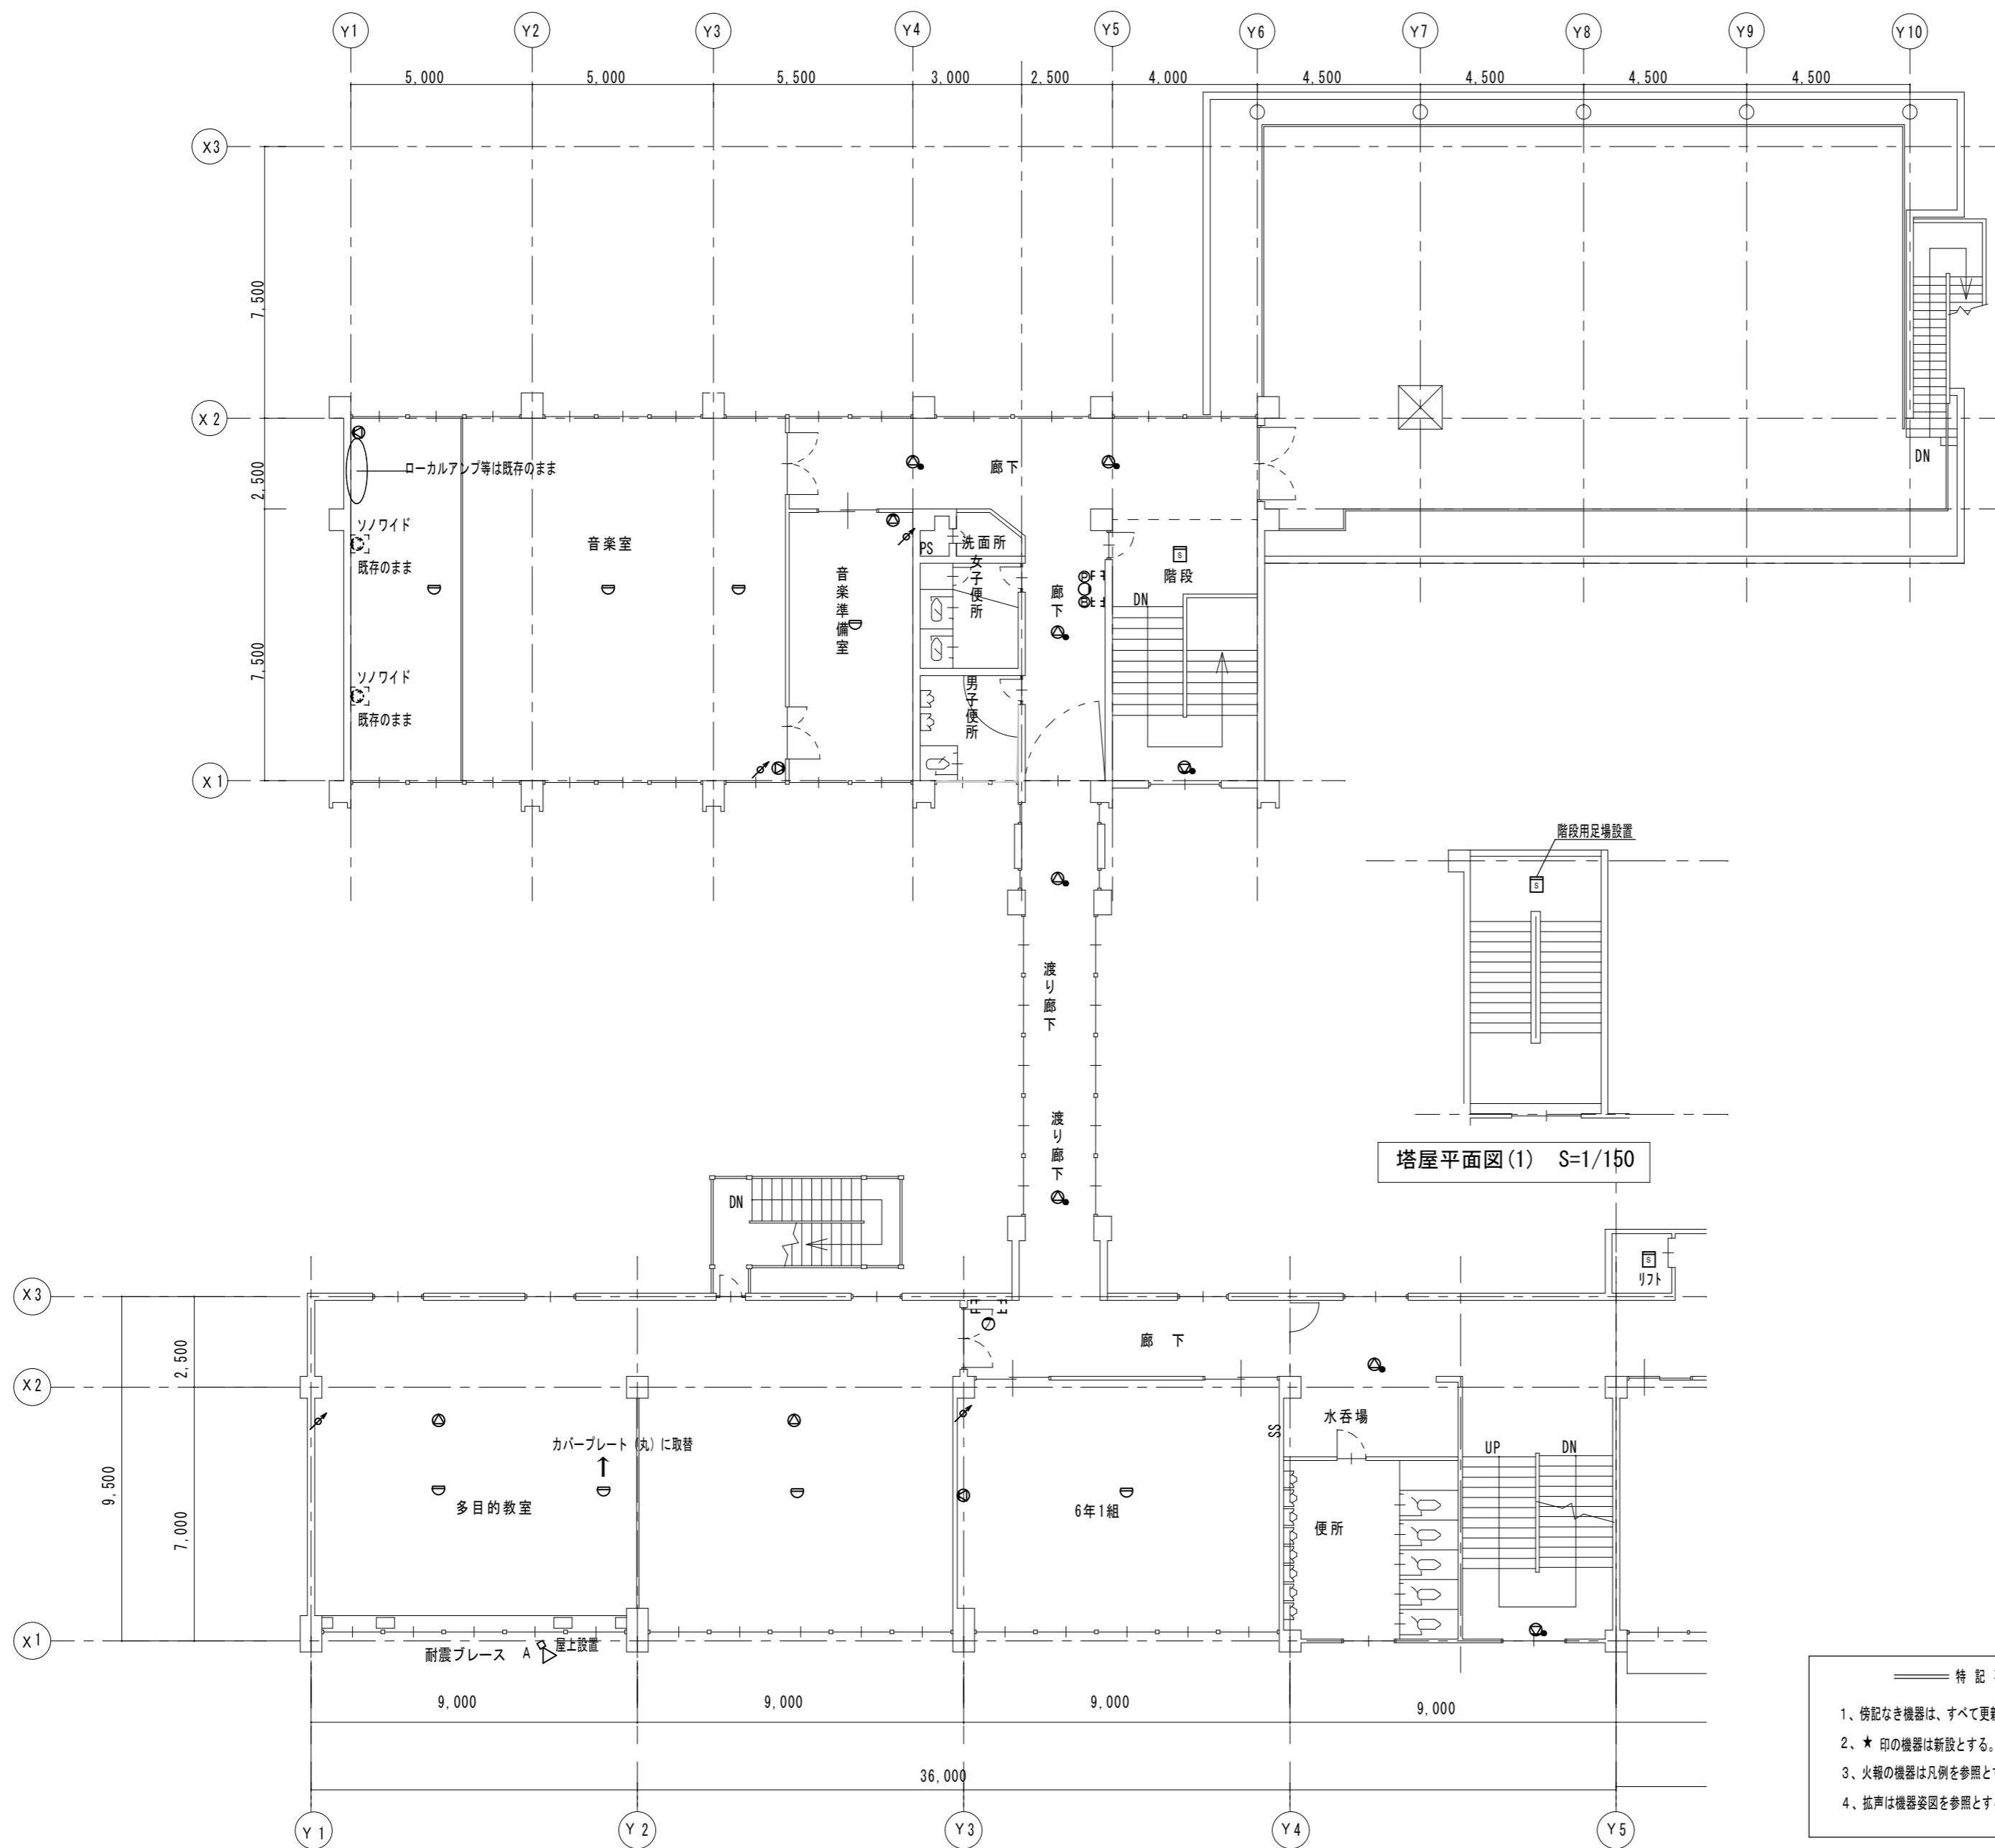 Y1 Y2 Y3 Y4 Y5 Y6 Y7 Y8 Y9 Y10
5,000 5,000 5,500 3,000 2,500 4,000 4,500 4,500 4,500 4,500
X3
7,500
X2
2,500
7,500
X1
ローカルアンプ等は既存のまま
ソノワイド
既存のまま
ソノワイド
既存のまま
音楽室
音楽準備室
PS
洗面所
女子便所
男子便所
廊下
廊下
階段
S
DN
DN
階段用足場設置
S
塔屋平面図(1) S=1/150
渡り廊下
渡り廊下
DN
S
リフト
X3
2,500
X2
9,500
7,000
X1
廊 下
カバープレート(丸)に取替
多目的教室
6年1組
SS
水呑場
便所
UP DN
耐震ブレース A 屋上設置
9,000 9,000 9,000 9,000
36,000
Y1 Y2 Y3 Y4 Y5
特 記
1、傍記なき機器は、すべて更
2、★ 印の機器は新設とする。
3、火報の機器は凡例を参照と
4、拡声は機器姿図を参照とす